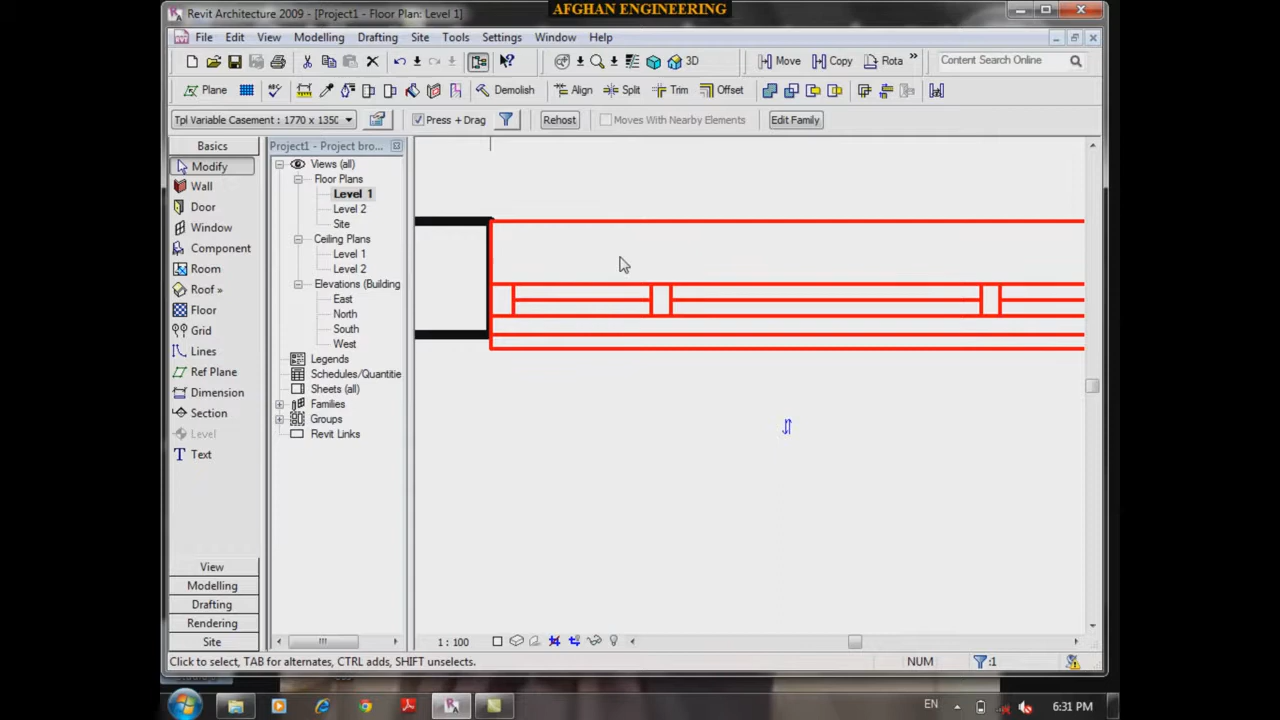 AFGHAN ENGINEERING
Revit Architecture 2009 - [Project1 - Floor Plan: Level 1]
File Edit View Modelling Drafting Site Tools Settings Window Help
3D Move Copy Rota » Content Search Online
Plane Demolish Align Split Trim Offset
Tpl Variable Casement : 1770 x 1350 Press + Drag Rehost Moves With Nearby Elements Edit Family
Basics
Modify
Wall
Door
Window
Component
Room
Roof »
Floor
Grid
Lines
Ref Plane
Dimension
Section
Level
Text
View
Modelling
Drafting
Rendering
Site
Project1 - Project bro...
Views (all)
Floor Plans
Level 1
Level 2
Site
Ceiling Plans
Level 1
Level 2
Elevations (Building
East
North
South
West
Legends
Schedules/Quantitie
Sheets (all)
Families
Groups
Revit Links
1 : 100
Click to select, TAB for alternates, CTRL adds, SHIFT unselects. NUM :1
EN 6:31 PM